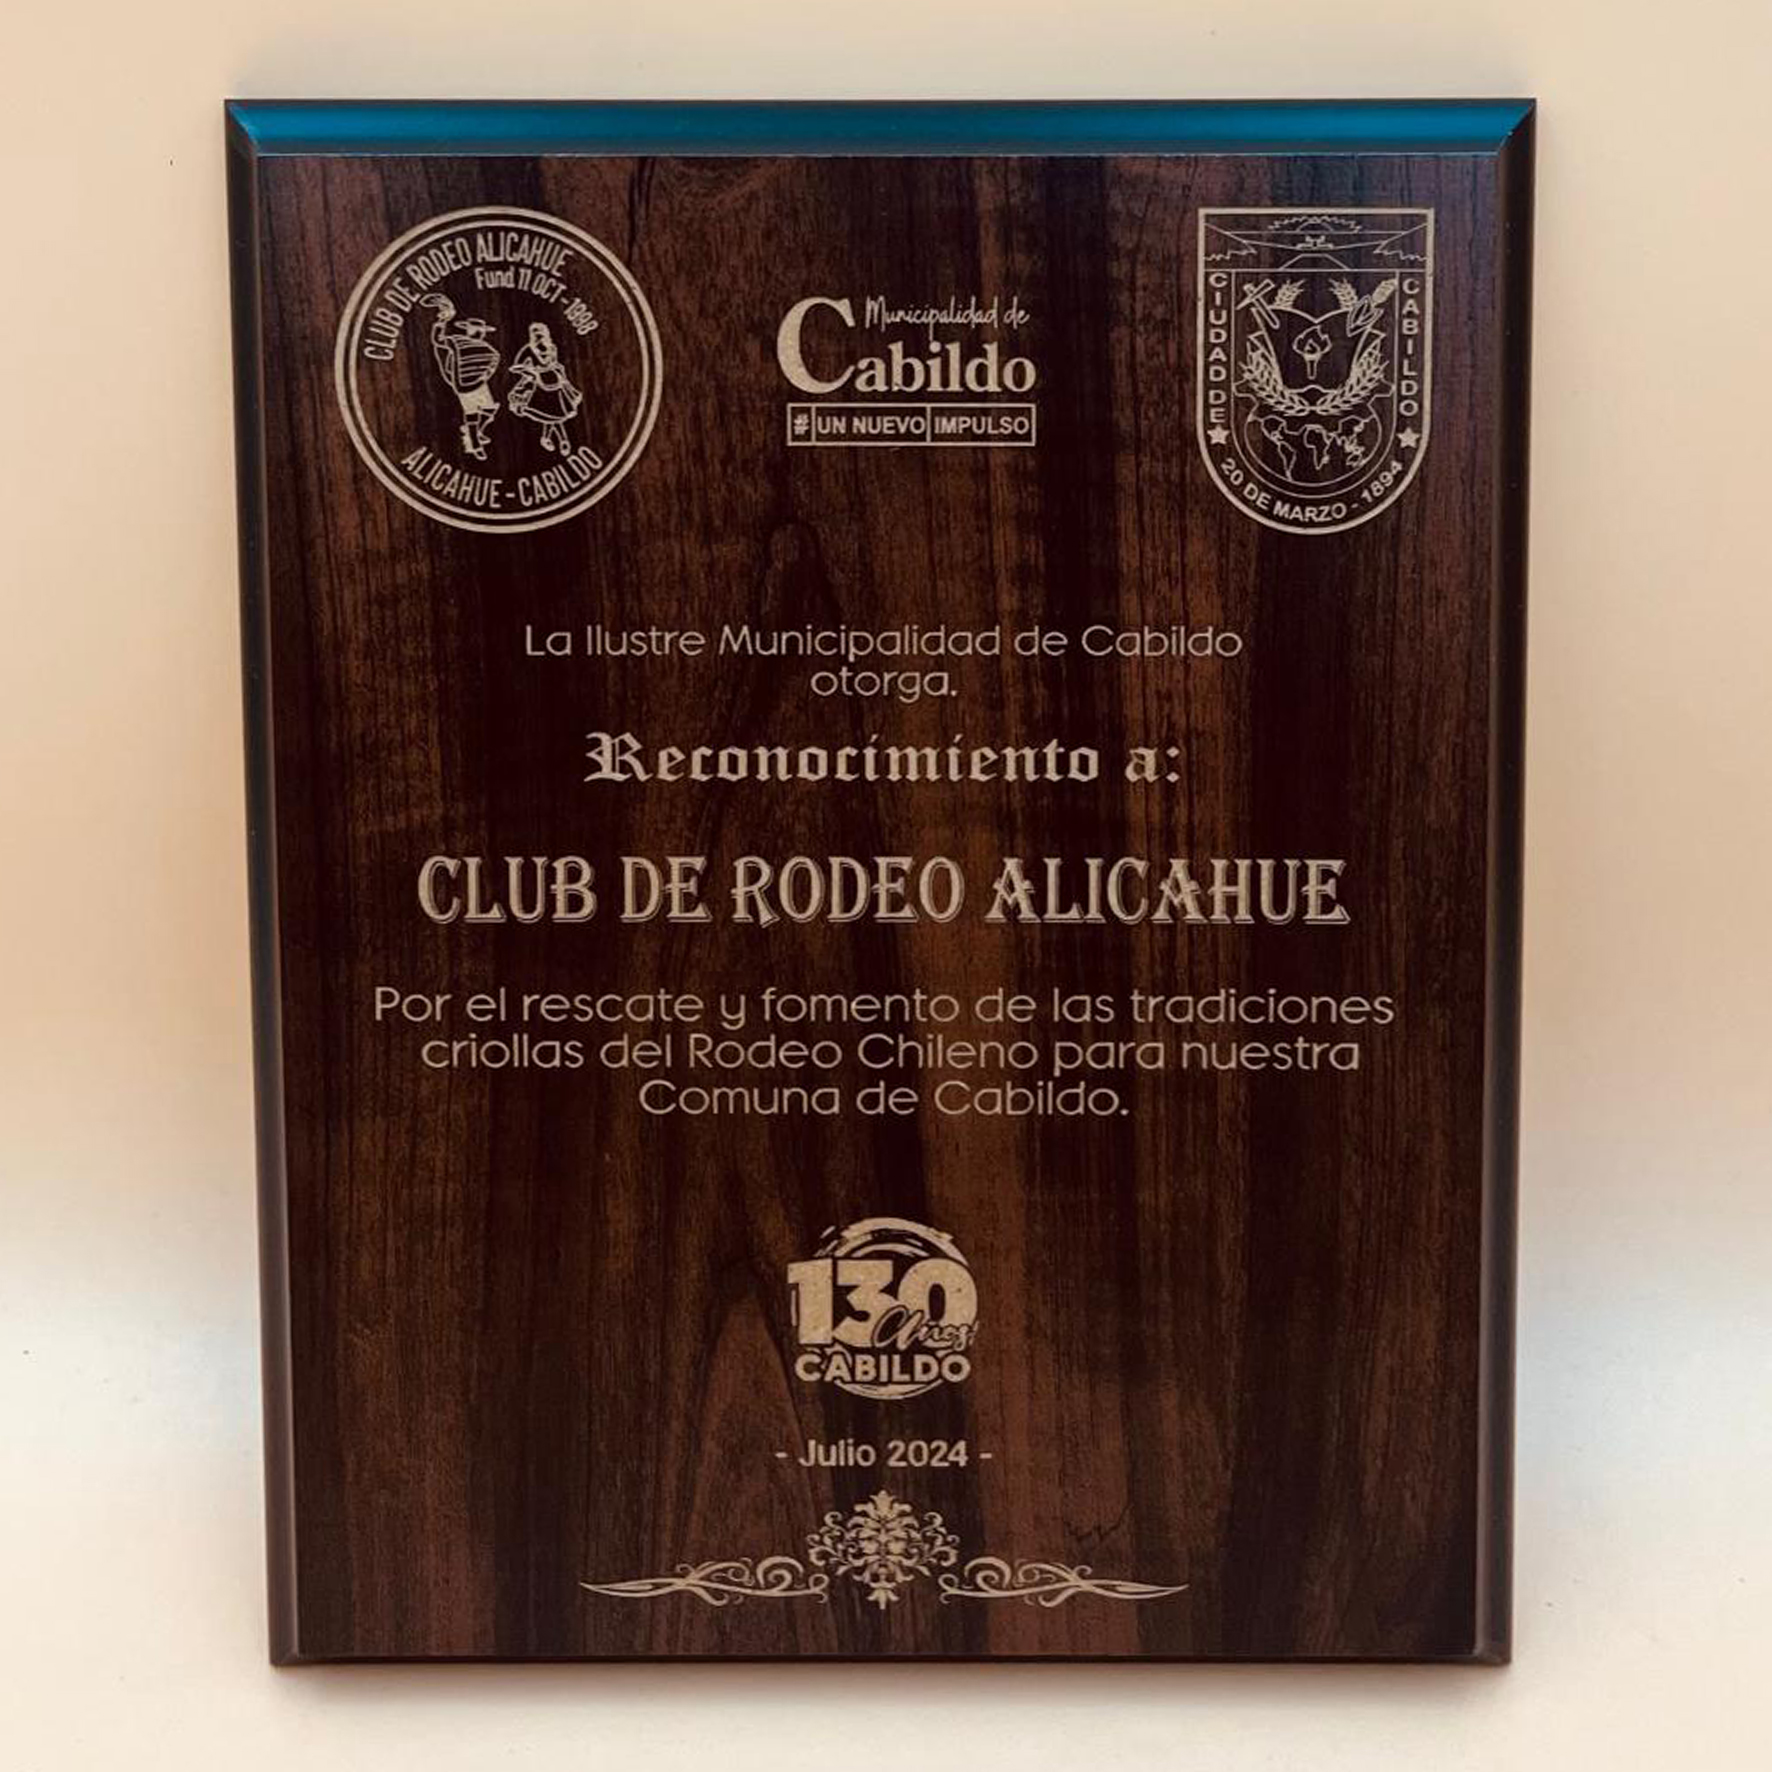 CLUB DE RODEO ALICAHUE
Fund 11 OCT - 1998
ALICAHUE - CABILDO
Municipalidad de
Cabildo
# UN NUEVO IMPULSO
CIUDAD DE
CABILDO
20 DE MARZO - 1894
La Ilustre Municipalidad de Cabildo
otorga.
Reconocimiento a:
CLUB DE RODEO ALICAHUE
Por el rescate y fomento de las tradiciones
criollas del Rodeo Chileno para nuestra
Comuna de Cabildo.
130
Años
CABILDO
- Julio 2024 -